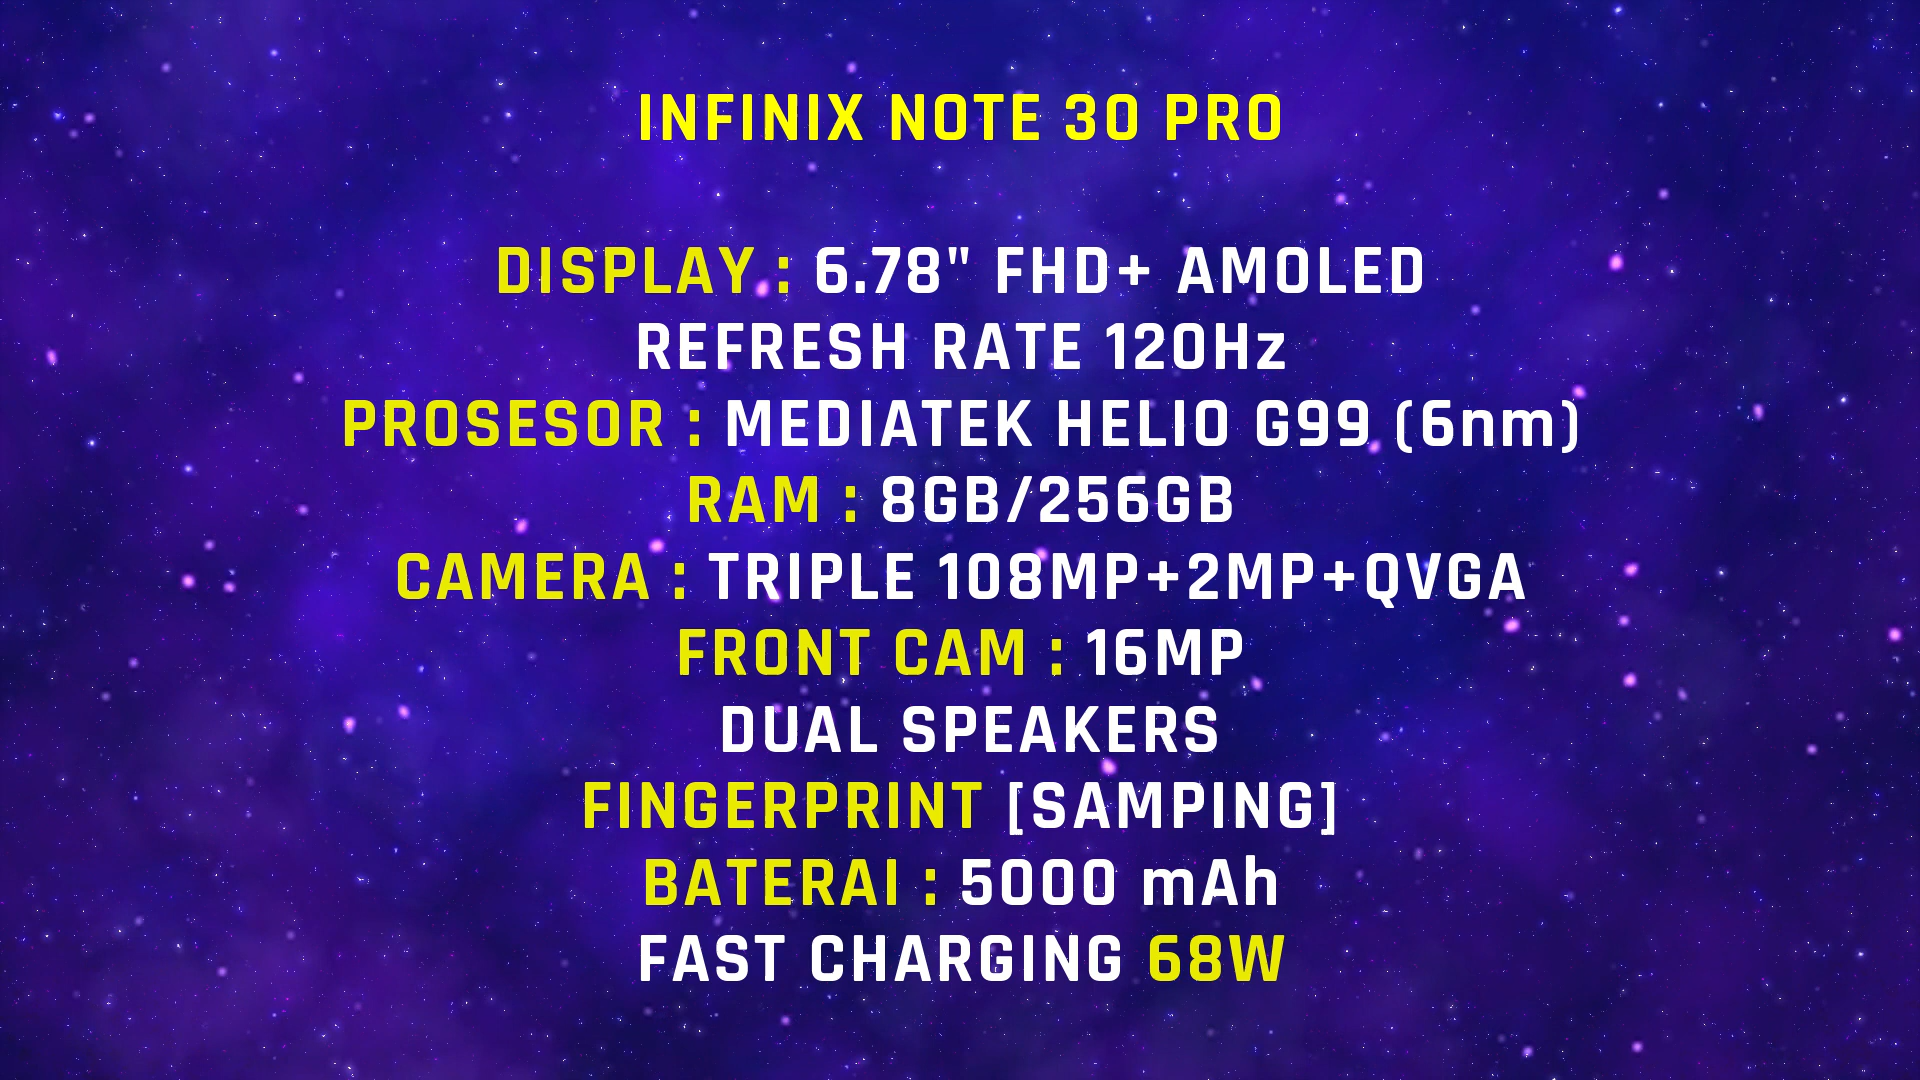 INFINIX NOTE 30 PRO
DISPLAY : 6.78" FHD+ AMOLED
REFRESH RATE 120Hz
PROSESOR : MEDIATEK HELIO G99 (6nm)
RAM : 8GB/256GB
CAMERA : TRIPLE 108MP+2MP+QVGA
FRONT CAM : 16MP
DUAL SPEAKERS
FINGERPRINT [SAMPING]
BATERAI : 5000 mAh
FAST CHARGING 68W